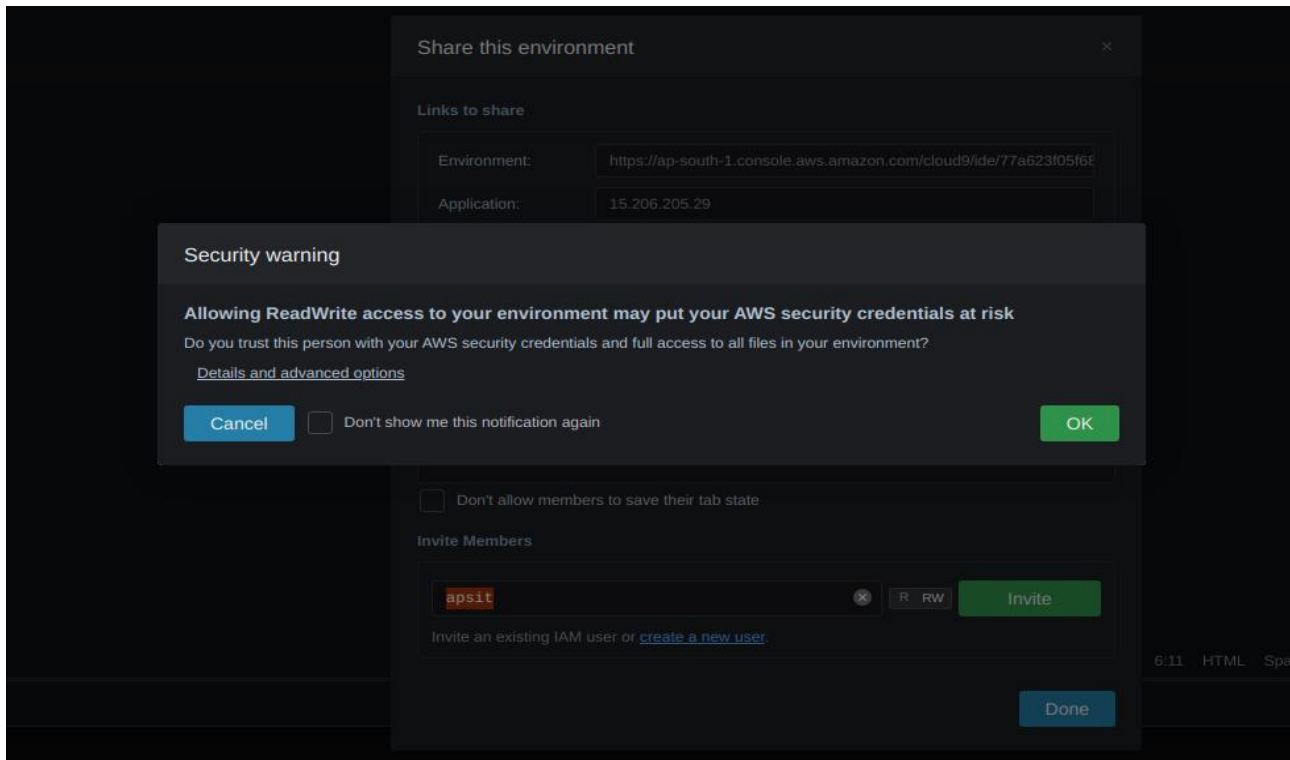 Share this environment ×
Links to share
Environment: https://ap-south-1.console.aws.amazon.com/cloud9/ide/77a623f05f68
Application: 15.206.205.29
Security warning
Allowing ReadWrite access to your environment may put your AWS security credentials at risk
Do you trust this person with your AWS security credentials and full access to all files in your environment?
Details and advanced options
Cancel Don't show me this notification again OK
Don't allow members to save their tab state
Invite Members
apsit R RW Invite
Invite an existing IAM user or create a new user.
6:11 HTML Spa
Done